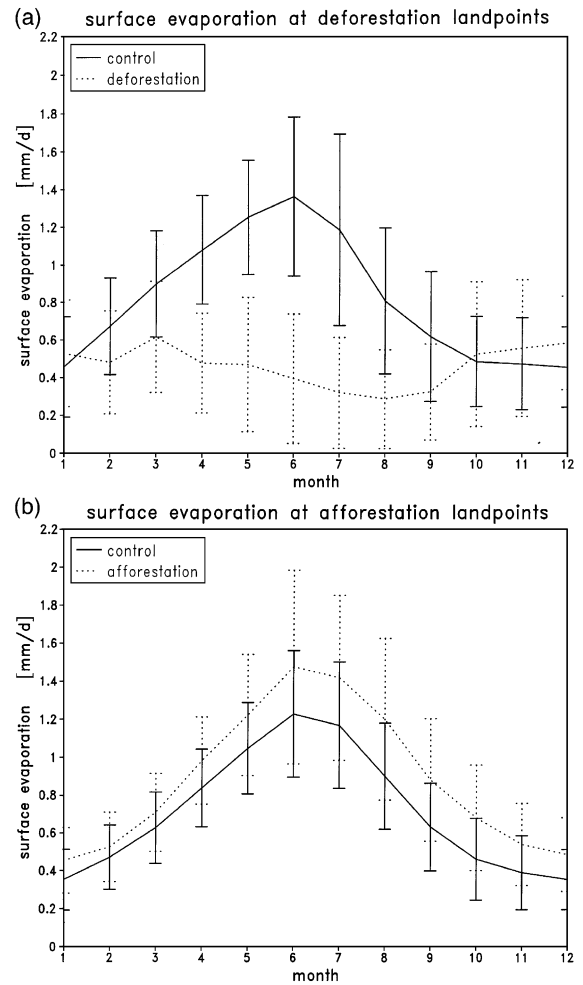 (a) surface evaporation at deforestation landpoints
2.2
2
1.8
1.6
1.4
1.2
1
0.8
0.6
0.4
0.2
0
surface evaporation [mm/d]
control
deforestation
1 2 3 4 5 6 7 8 9 10 11 12
month
(b) surface evaporation at afforestation landpoints
2.2
2
1.8
1.6
1.4
1.2
1
0.8
0.6
0.4
0.2
0
surface evaporation [mm/d]
control
afforestation
1 2 3 4 5 6 7 8 9 10 11 12
month